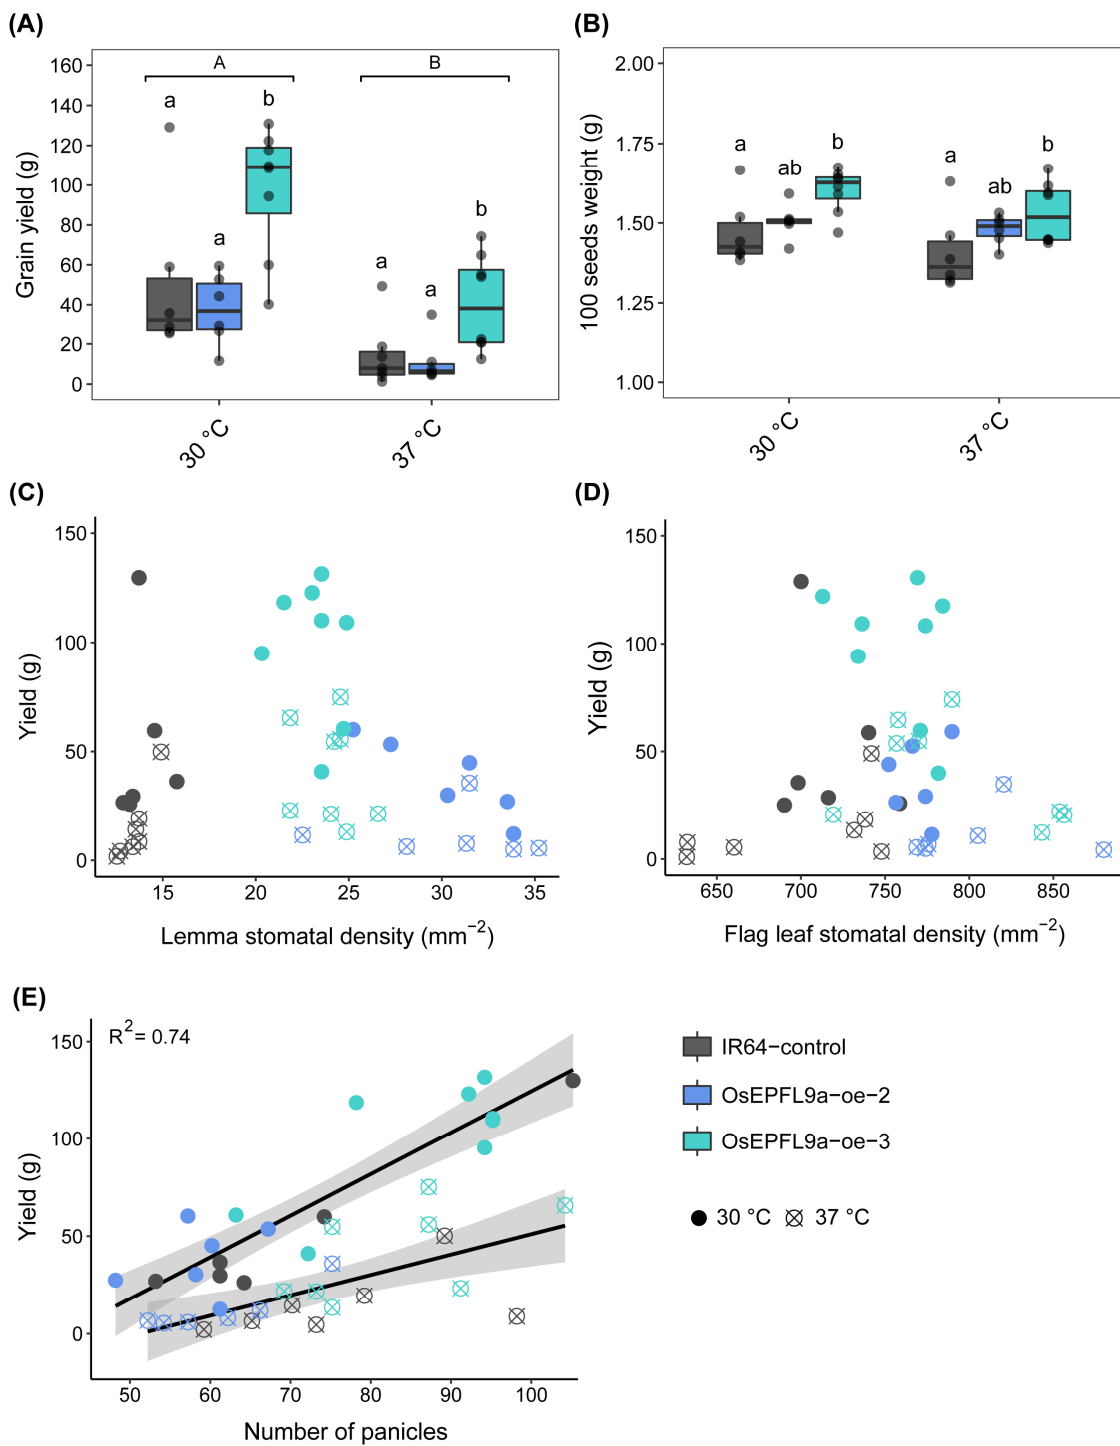 (A)
160
140
120
100
80
60
40
20
0
Grain yield (g)
A
B
a
a
b
a
a
b
30 °C
37 °C
(B)
2.00
1.75
1.50
1.25
1.00
100 seeds weight (g)
a
ab
b
a
ab
b
30 °C
37 °C
(C)
150
100
50
0
Yield (g)
15
20
25
30
35
Lemma stomatal density (mm⁻²)
(D)
150
100
50
0
Yield (g)
650
700
750
800
850
Flag leaf stomatal density (mm⁻²)
(E)
R² = 0.74
150
100
50
0
Yield (g)
50
60
70
80
90
100
Number of panicles
IR64−control
OsEPFL9a−oe−2
OsEPFL9a−oe−3
30 °C
37 °C